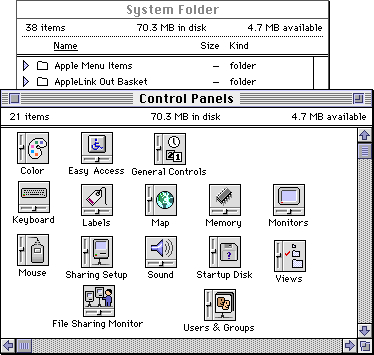 System Folder
38 items 70.3 MB in disk 4.7 MB available
Name Size Kind
Apple Menu Items – folder
AppleLink Out Basket – folder
Control Panels
21 items 70.3 MB in disk 4.7 MB available
Color Easy Access General Controls
Keyboard Labels Map Memory Monitors
Mouse Sharing Setup Sound Startup Disk Views
File Sharing Monitor Users & Groups